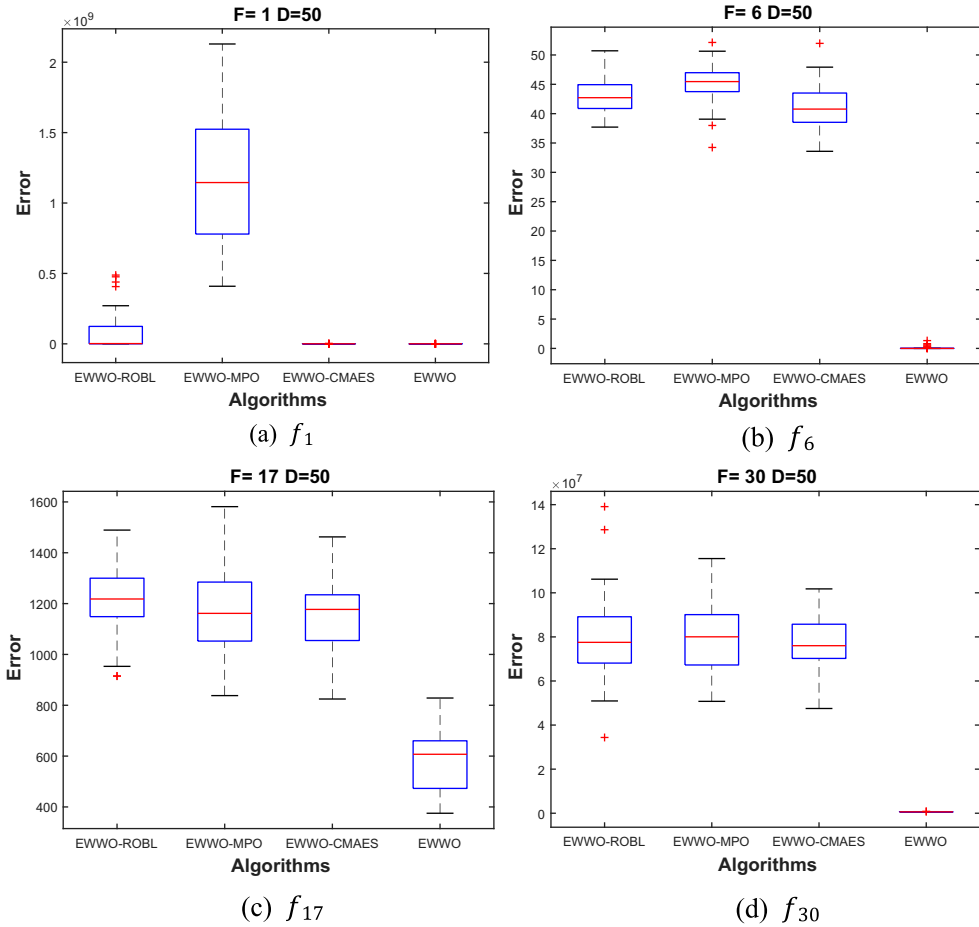 F= 1 D=50
×10⁹
2
1.5
1
0.5
0
Error
EWWO-ROBL EWWO-MPO EWWO-CMAES EWWO
Algorithms
(a) f₁
F= 6 D=50
50
45
40
35
30
25
20
15
10
5
0
Error
EWWO-ROBL EWWO-MPO EWWO-CMAES EWWO
Algorithms
(b) f₆
F= 17 D=50
1600
1400
1200
1000
800
600
400
Error
EWWO-ROBL EWWO-MPO EWWO-CMAES EWWO
Algorithms
(c) f₁₇
F= 30 D=50
×10⁷
14
12
10
8
6
4
2
0
Error
EWWO-ROBL EWWO-MPO EWWO-CMAES EWWO
Algorithms
(d) f₃₀